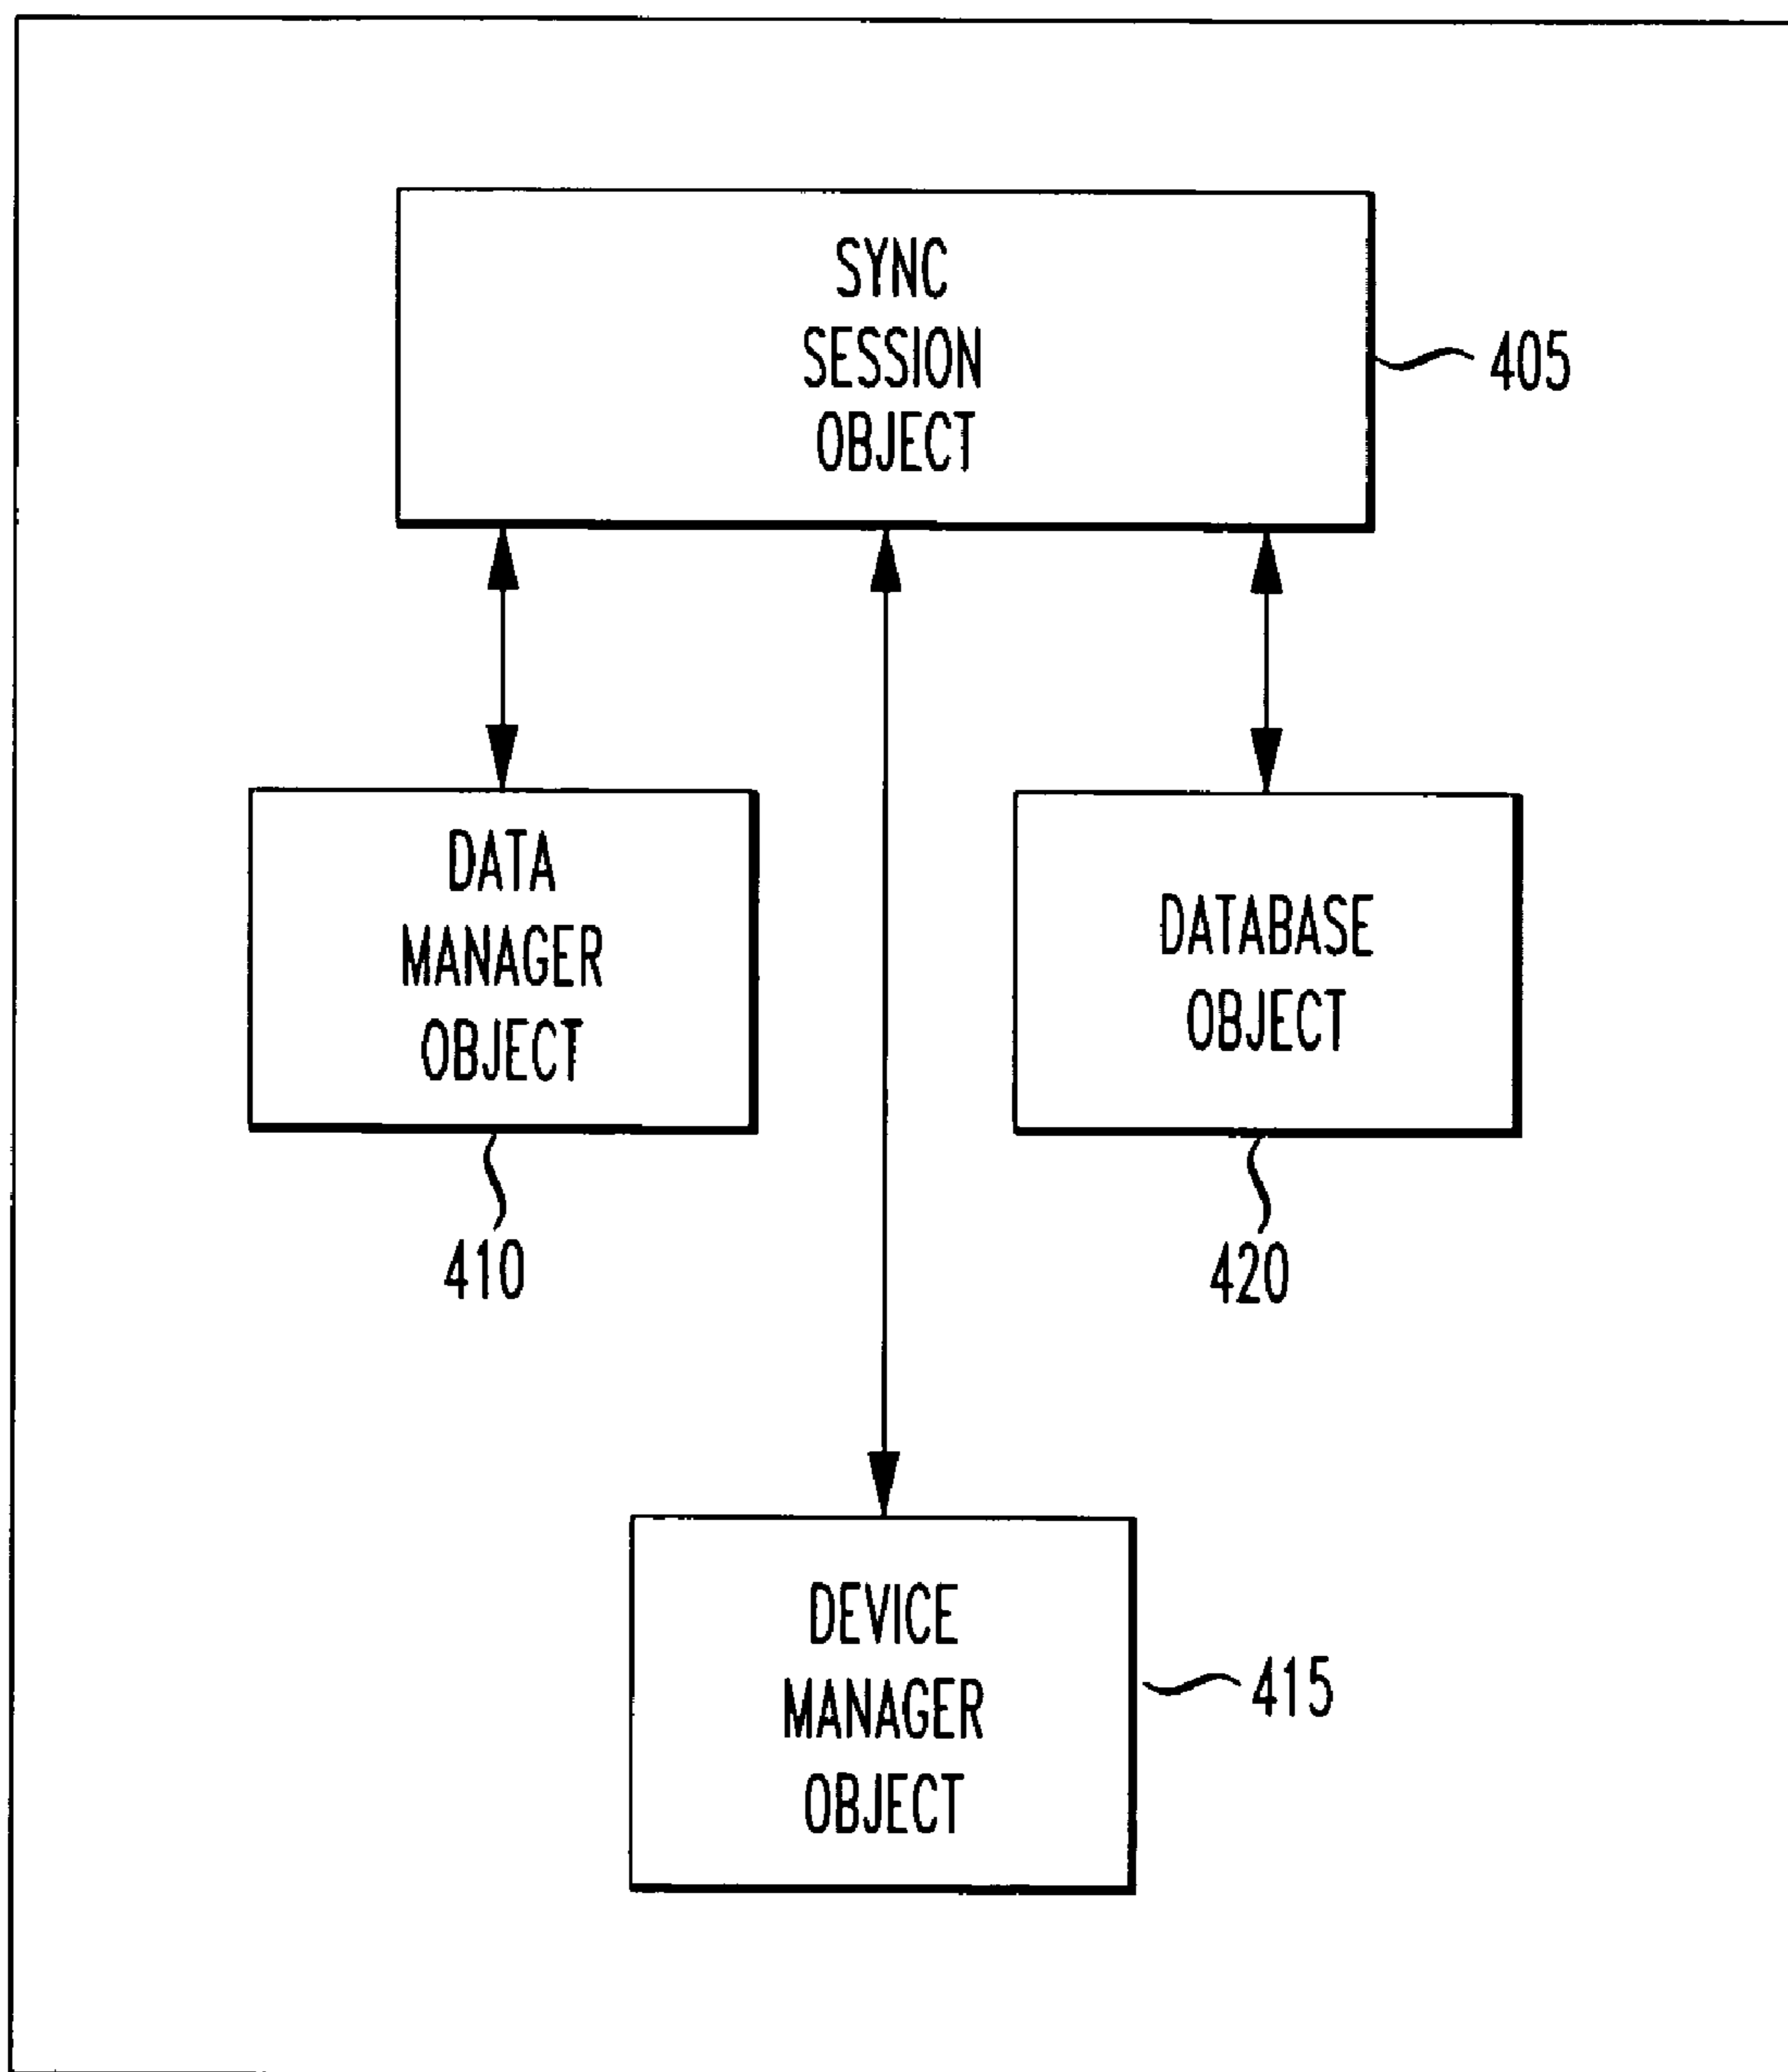 SYNC
SESSION
OBJECT
405
DATA
MANAGER
OBJECT
410
DATABASE
OBJECT
420
DEVICE
MANAGER
OBJECT
415